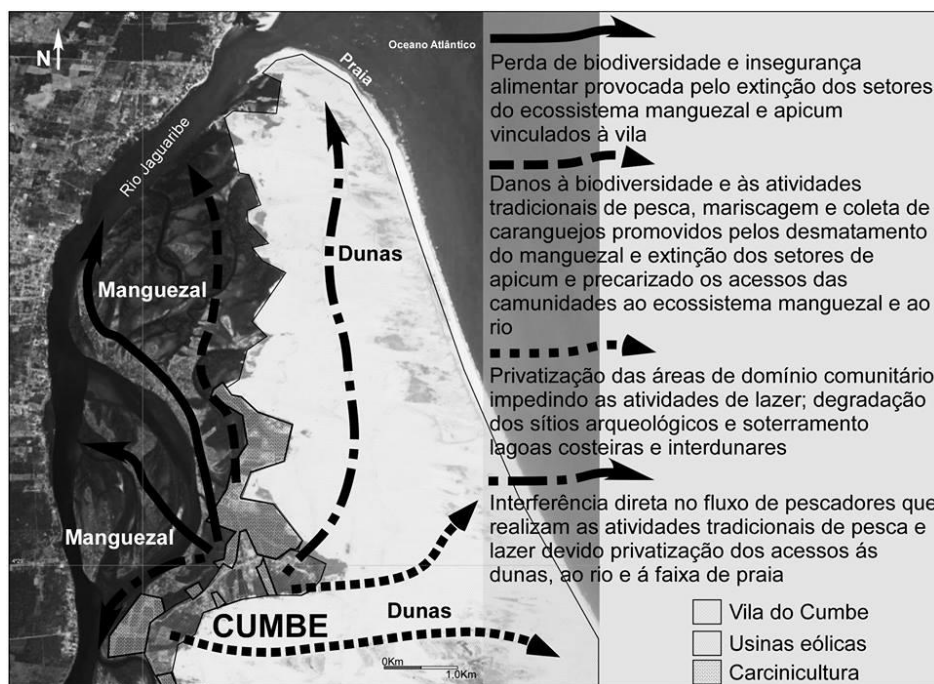 N
Oceano Atlântico
Praia
Rio Jaguaribe
Dunas
Manguezal
Manguezal
Dunas
CUMBE
0Km
1.0Km
Perda de biodiversidade e insegurança
alimentar provocada pelo extinção dos setores
do ecossistema manguezal e apicum
vinculados à vila
Danos à biodiversidade e às atividades
tradicionais de pesca, mariscagem e coleta de
caranguejos promovidos pelos desmatamento
do manguezal e extinção dos setores de
apicum e precarizado os acessos das
camunidades ao ecossistema manguezal e ao
rio
Privatização das áreas de domínio comunitário
impedindo as atividades de lazer; degradação
dos sítios arqueológicos e soterramento
lagoas costeiras e interdunares
Interferência direta no fluxo de pescadores que
realizam as atividades tradicionais de pesca e
lazer devido privatização dos acessos ás
dunas, ao rio e á faixa de praia
Vila do Cumbe
Usinas eólicas
Carcinicultura